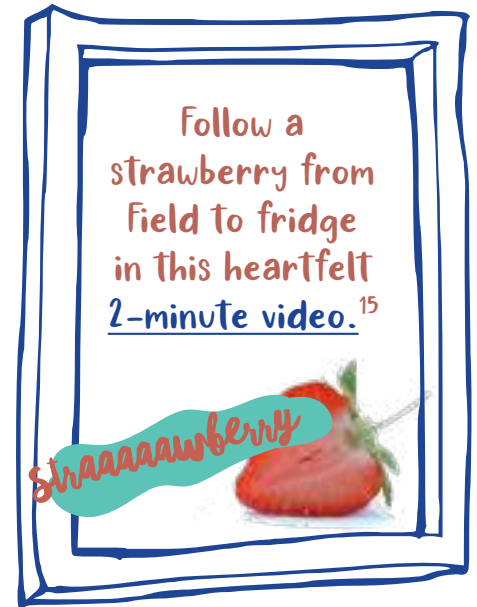 Follow a
strawberry from
Field to fridge
in this heartfelt
2-minute video.15
Straaaaawberry